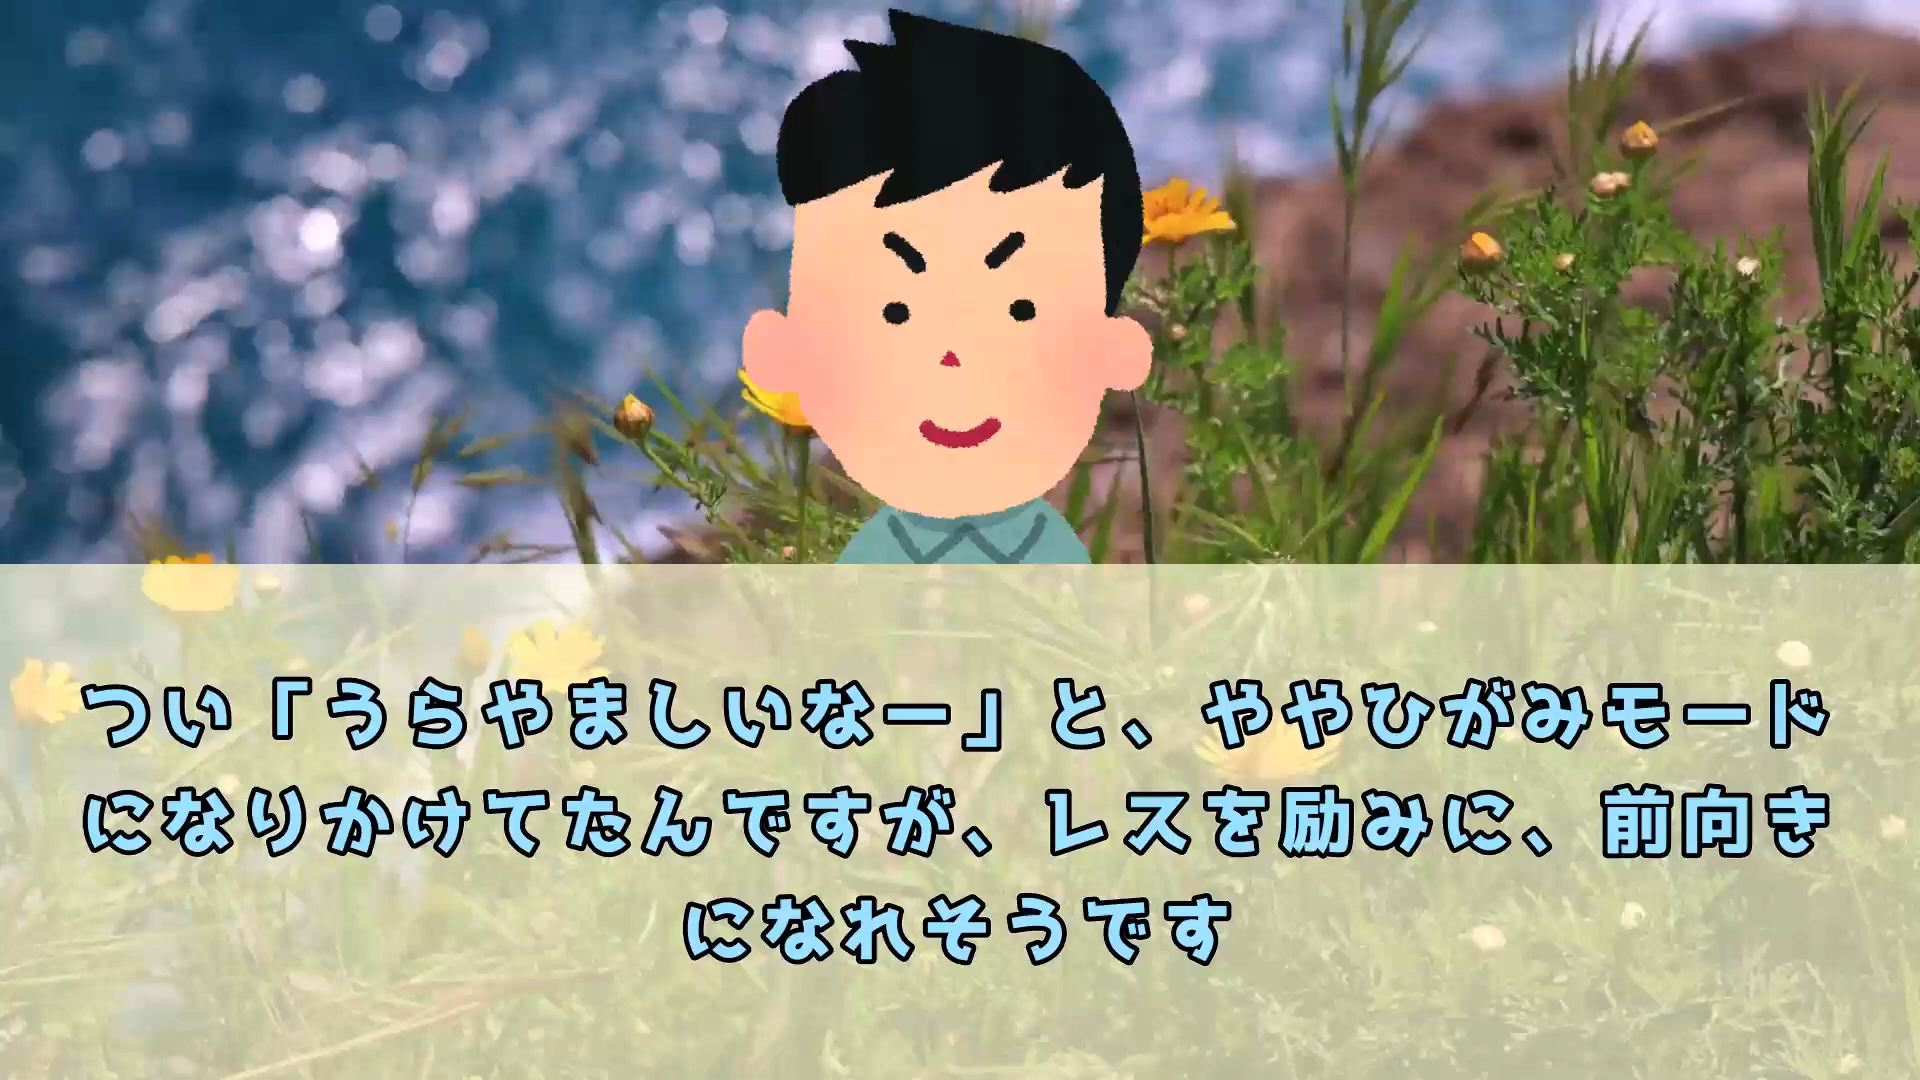 つい「うらやましいなー」と、ややひがみモード
になりかけてたんですが、レスを励みに、前向き
になれそうです